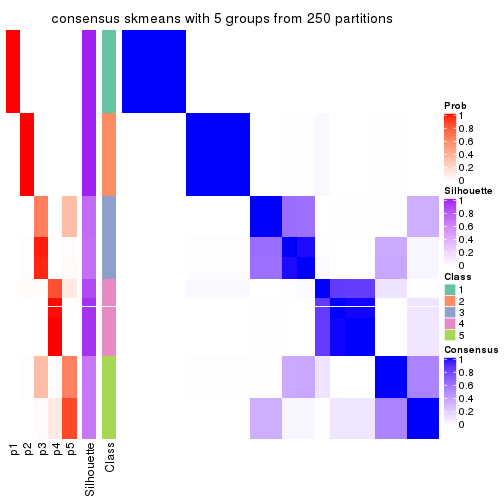 consensus skmeans with 5 groups from 250 partitions
Prob
1
0.8
0.6
0.4
0.2
0
Silhouette
1
0.8
0.6
0.4
0.2
0
Class
1
2
3
4
5
Consensus
1
0.8
0.6
0.4
0.2
0
p1
p2
p3
p4
p5
Silhouette
Class